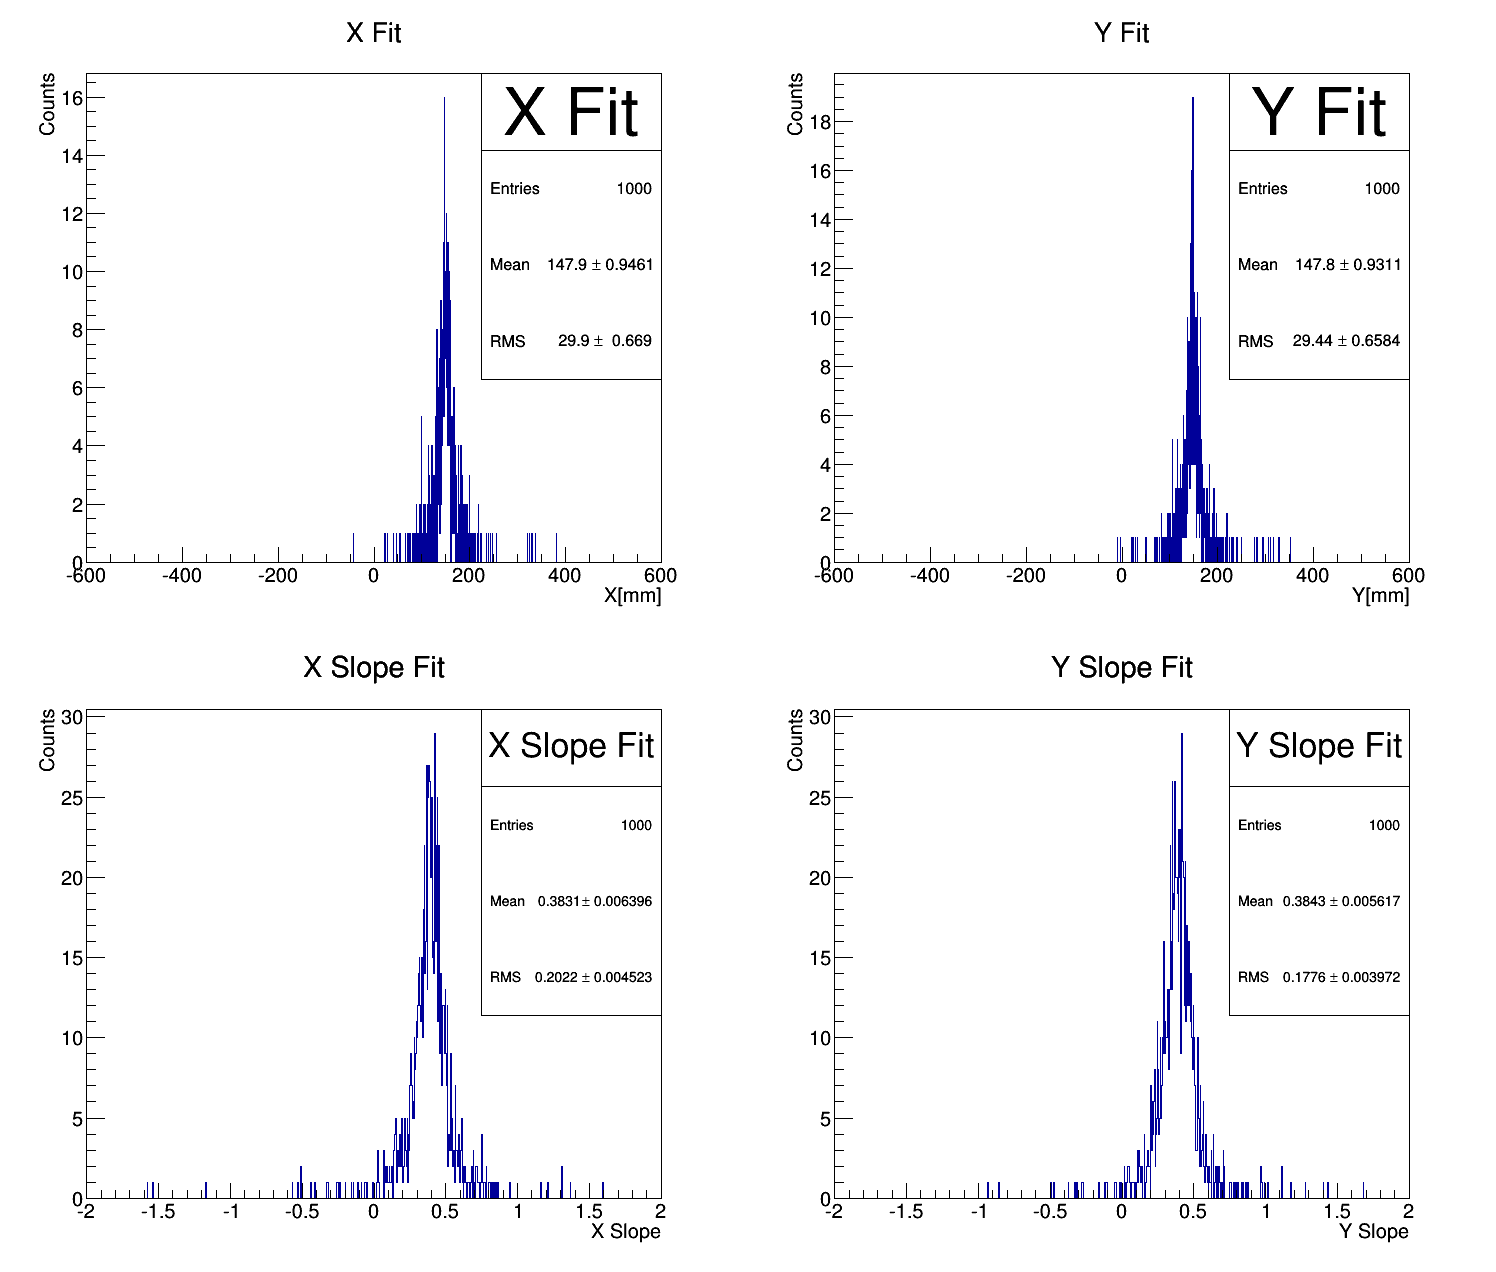 X Fit
Counts
16
14
12
10
8
6
4
2
0
-600 -400 -200 0 200 400 600
X[mm]
X Fit
Entries 1000
Mean 147.9 ± 0.9461
RMS 29.9 ± 0.669
Y Fit
Counts
18
16
14
12
10
8
6
4
2
0
-600 -400 -200 0 200 400 600
Y[mm]
Y Fit
Entries 1000
Mean 147.8 ± 0.9311
RMS 29.44 ± 0.6584
X Slope Fit
Counts
30
25
20
15
10
5
0
-2 -1.5 -1 -0.5 0 0.5 1 1.5 2
X Slope
X Slope Fit
Entries 1000
Mean 0.3831 ± 0.006396
RMS 0.2022 ± 0.004523
Y Slope Fit
Counts
30
25
20
15
10
5
0
-2 -1.5 -1 -0.5 0 0.5 1 1.5 2
Y Slope
Y Slope Fit
Entries 1000
Mean 0.3843 ± 0.005617
RMS 0.1776 ± 0.003972